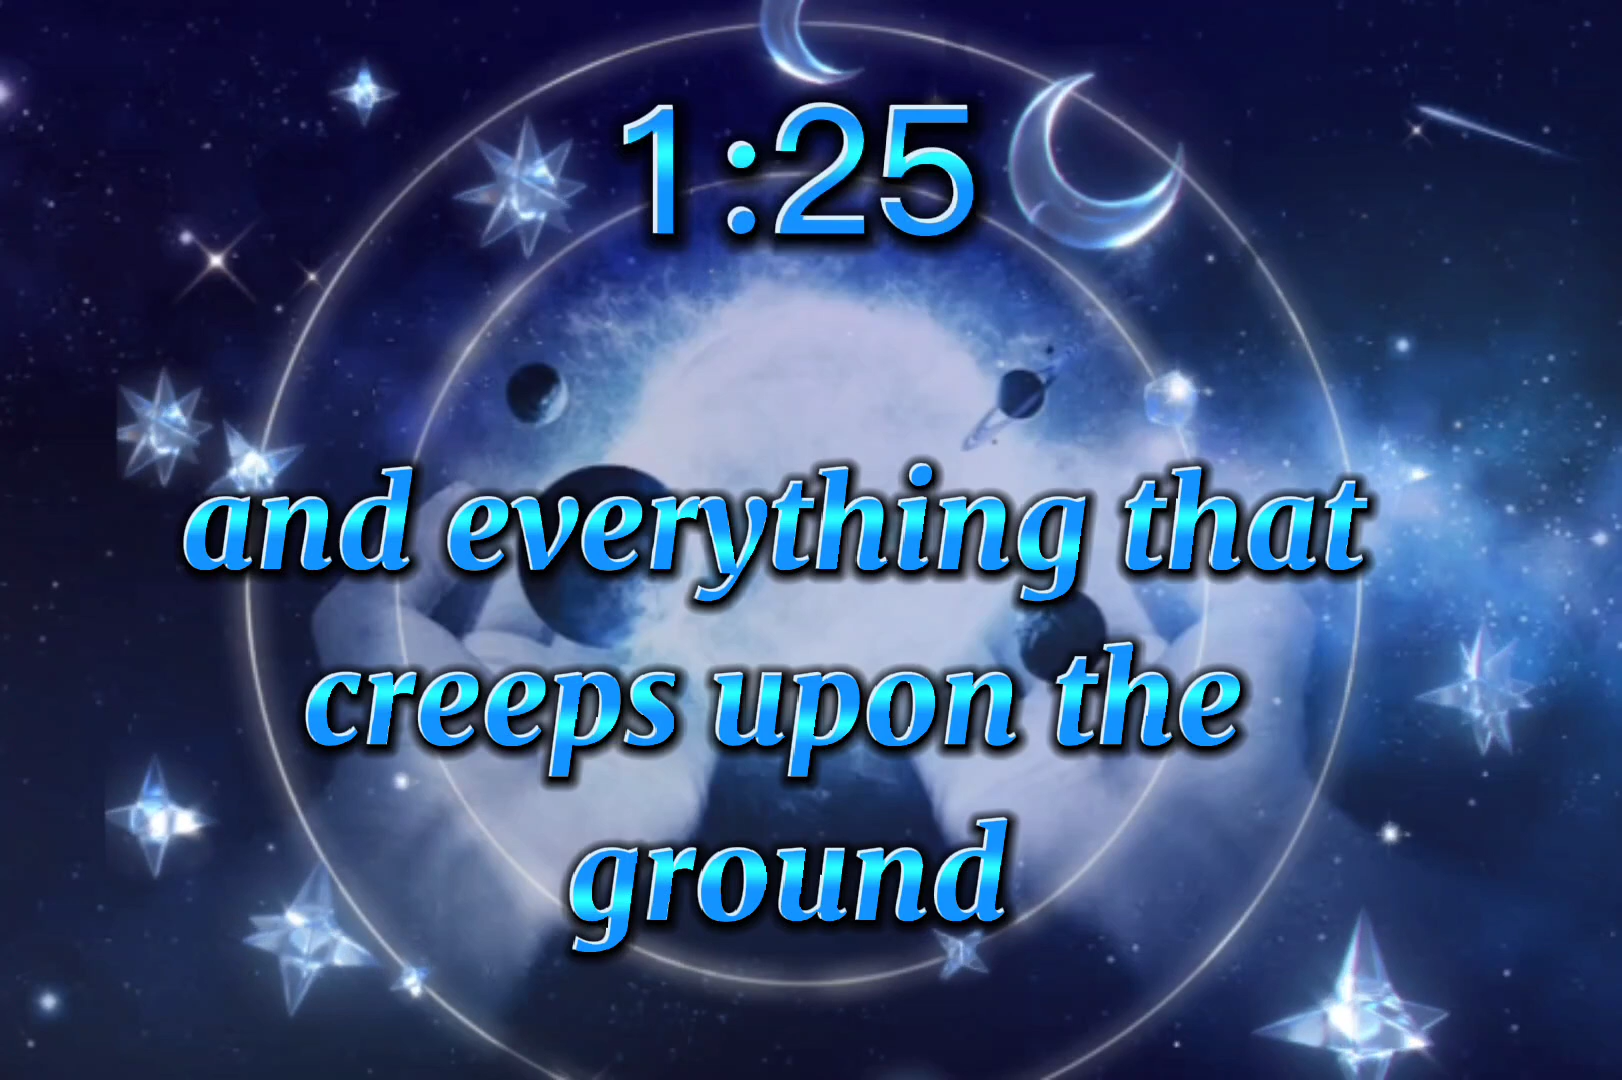 1:25
and everything that
creeps upon the
ground